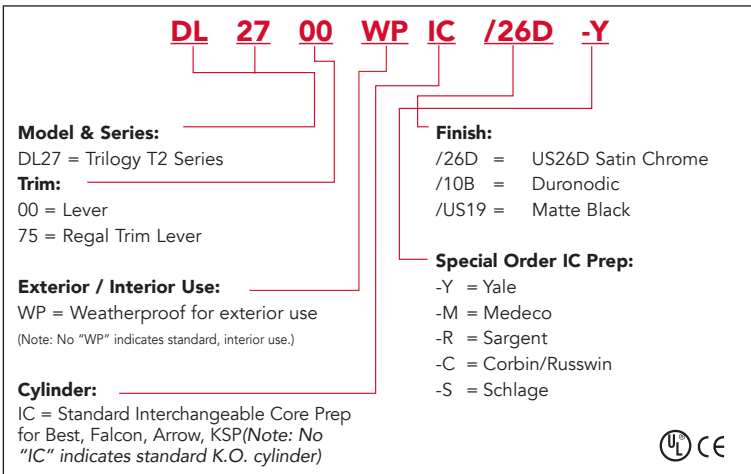 DL 27 00 WP IC /26D -Y
Model & Series:
DL27 = Trilogy T2 Series
Trim:
00 = Lever
75 = Regal Trim Lever
Exterior / Interior Use:
WP = Weatherproof for exterior use
(Note: No “WP” indicates standard, interior use.)
Cylinder:
IC = Standard Interchangeable Core Prep
for Best, Falcon, Arrow, KSP(Note: No
“IC” indicates standard K.O. cylinder)
Finish:
/26D = US26D Satin Chrome
/10B = Duronodic
/US19 = Matte Black
Special Order IC Prep:
-Y = Yale
-M = Medeco
-R = Sargent
-C = Corbin/Russwin
-S = Schlage
UL® CE